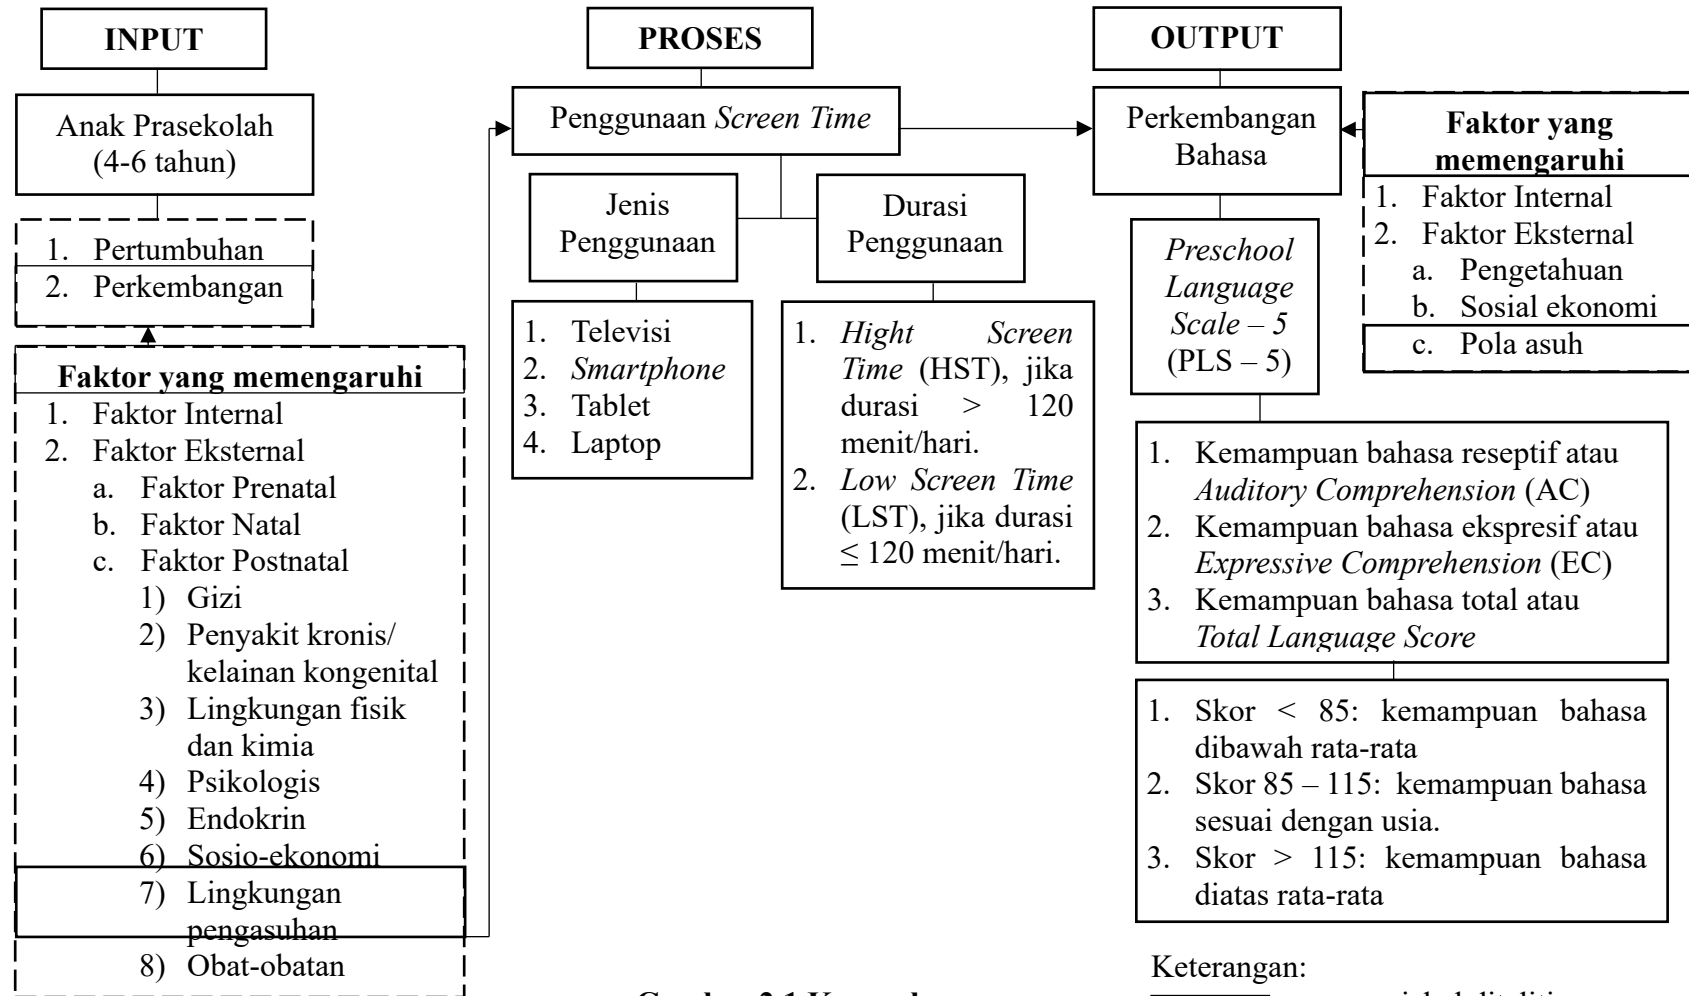 INPUT
Anak Prasekolah
(4-6 tahun)
1. Pertumbuhan
2. Perkembangan
Faktor yang memengaruhi
1. Faktor Internal
2. Faktor Eksternal
a. Faktor Prenatal
b. Faktor Natal
c. Faktor Postnatal
1) Gizi
2) Penyakit kronis/
kelainan kongenital
3) Lingkungan fisik
dan kimia
4) Psikologis
5) Endokrin
6) Sosio-ekonomi
7) Lingkungan
pengasuhan
8) Obat-obatan
PROSES
Penggunaan Screen Time
Jenis
Penggunaan
1. Televisi
2. Smartphone
3. Tablet
4. Laptop
Durasi
Penggunaan
1. Hight Screen
Time (HST), jika
durasi > 120
menit/hari.
2. Low Screen Time
(LST), jika durasi
≤ 120 menit/hari.
OUTPUT
Perkembangan
Bahasa
Preschool
Language
Scale – 5
(PLS – 5)
1. Kemampuan bahasa reseptif atau
Auditory Comprehension (AC)
2. Kemampuan bahasa ekspresif atau
Expressive Comprehension (EC)
3. Kemampuan bahasa total atau
Total Language Score
1. Skor < 85: kemampuan bahasa
dibawah rata-rata
2. Skor 85 – 115: kemampuan bahasa
sesuai dengan usia.
3. Skor > 115: kemampuan bahasa
diatas rata-rata
Faktor yang
memengaruhi
1. Faktor Internal
2. Faktor Eksternal
a. Pengetahuan
b. Sosial ekonomi
c. Pola asuh
Keterangan:
Gambar 2.1